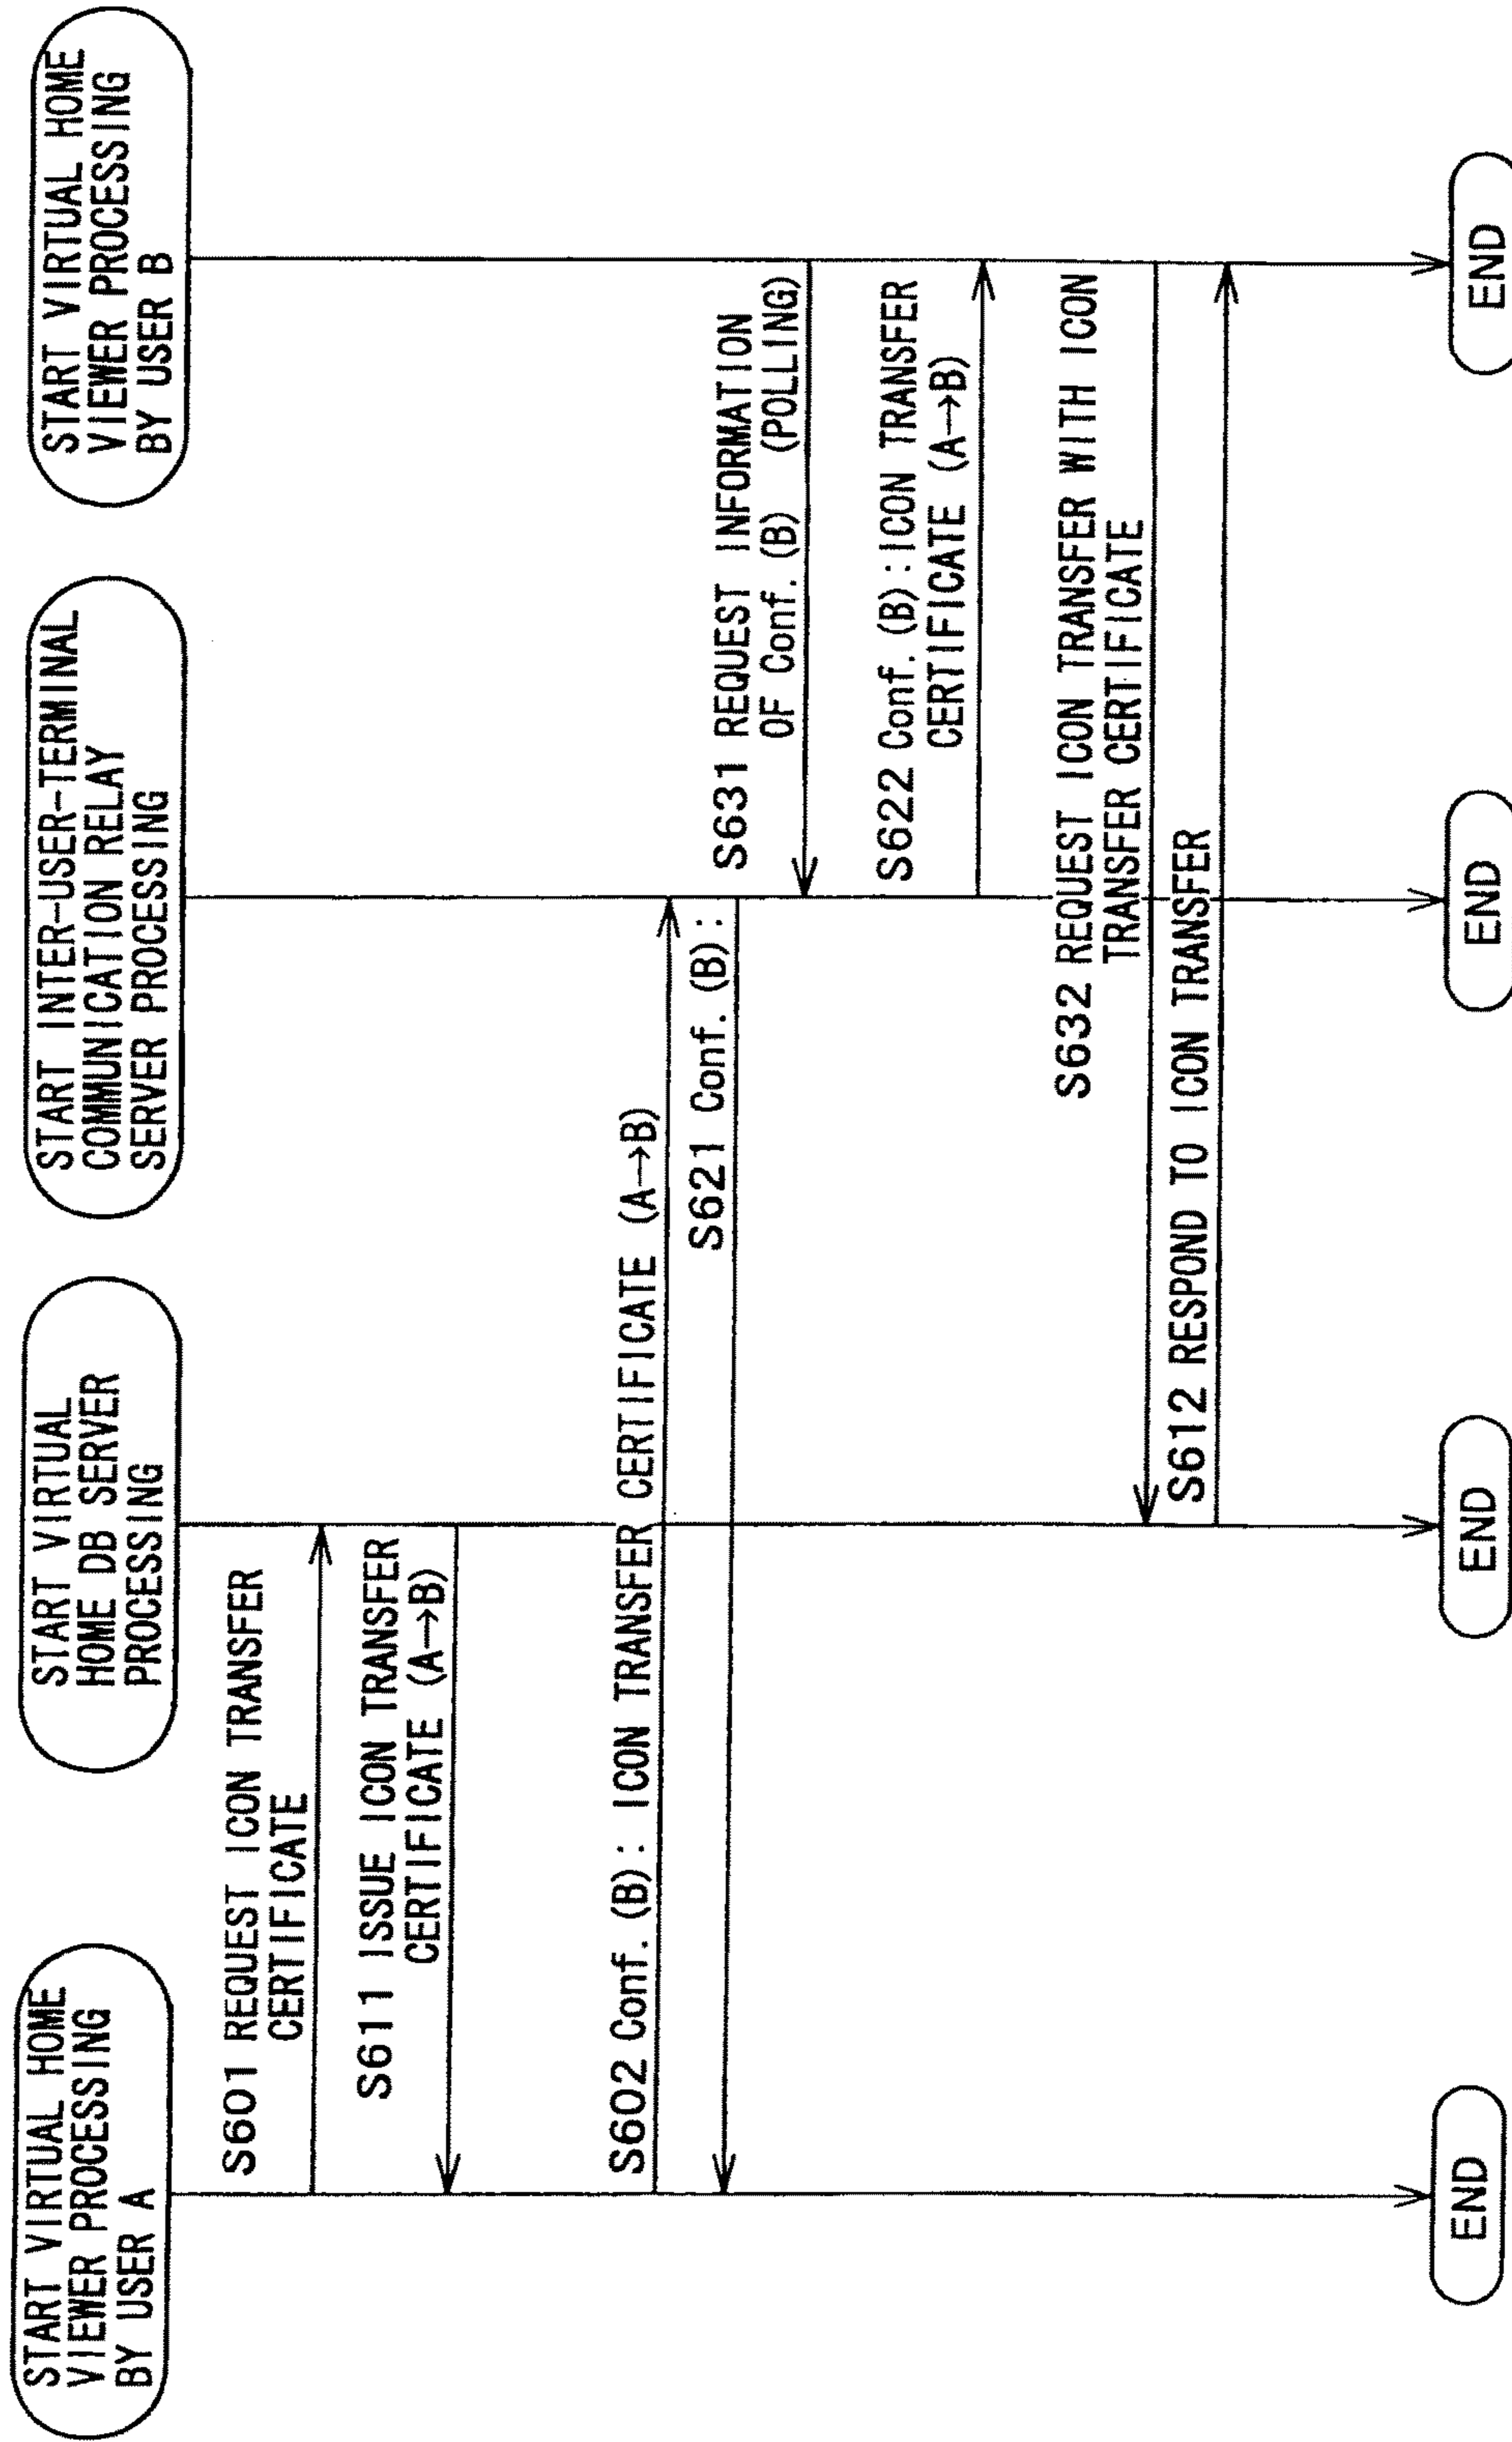 START VIRTUAL HOME
VIEWER PROCESSING
BY USER A
START VIRTUAL
HOME DB SERVER
PROCESSING
START INTER-USER-TERMINAL
COMMUNICATION RELAY
SERVER PROCESSING
START VIRTUAL HOME
VIEWER PROCESSING
BY USER B
S601 REQUEST ICON TRANSFER
CERTIFICATE
S611 ISSUE ICON TRANSFER
CERTIFICATE (A→B)
S602 Conf. (B): ICON TRANSFER CERTIFICATE (A→B)
S621 Conf. (B):
S631 REQUEST INFORMATION
OF Conf. (B) (POLLING)
S622 Conf. (B):ICON TRANSFER
CERTIFICATE (A→B)
S632 REQUEST ICON TRANSFER WITH ICON
TRANSFER CERTIFICATE
S612 RESPOND TO ICON TRANSFER
END
END
END
END